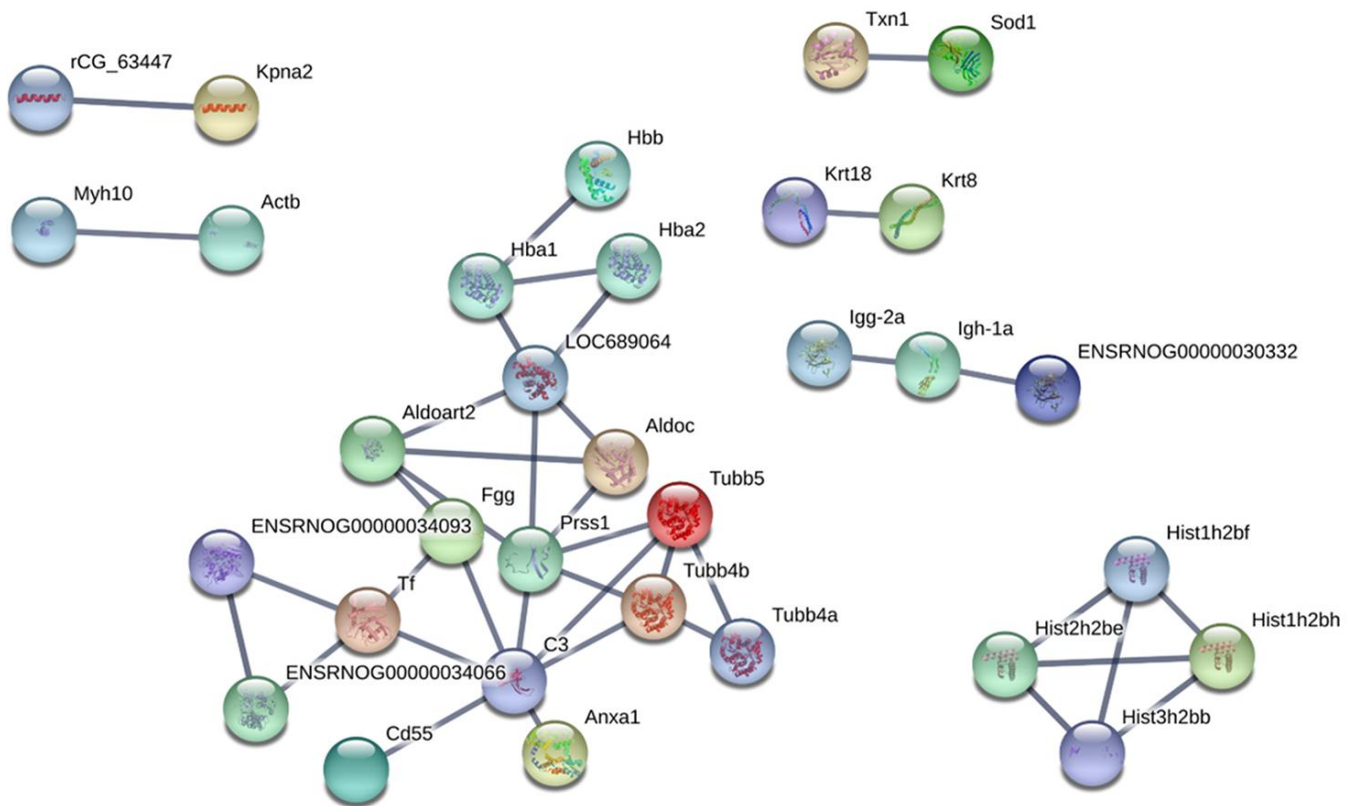 Txn1
Sod1
rCG_63447
Kpna2
Hbb
Krt18
Krt8
Myh10
Actb
Hba1
Hba2
Igg-2a
Igh-1a
ENSRNOG00000030332
LOC689064
Aldoart2
Aldoc
Fgg
Tubb5
ENSRNOG00000034093
Prss1
Hist1h2bf
Tf
Tubb4b
Tubb4a
Hist2h2be
Hist1h2bh
C3
ENSRNOG00000034066
Cd55
Anxa1
Hist3h2bb